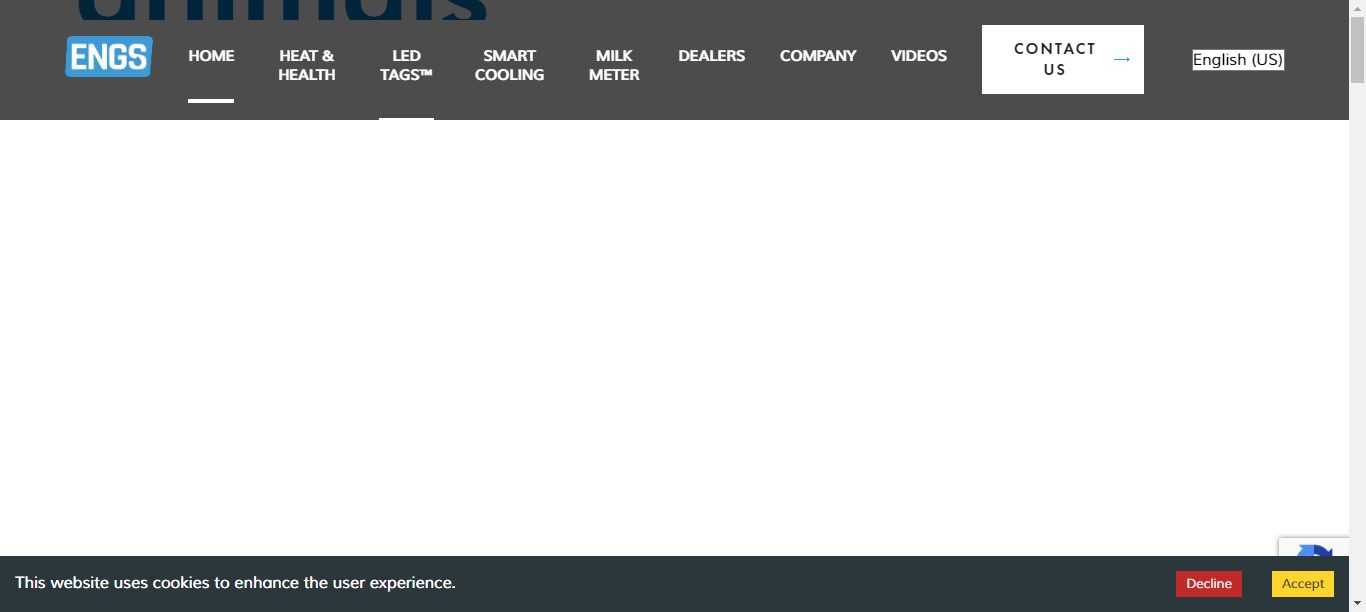 animals
ENGS
HOME
HEAT &
HEALTH
LED
TAGS™
SMART
COOLING
MILK
METER
DEALERS
COMPANY
VIDEOS
CONTACT
US
→
English (US)
This website uses cookies to enhance the user experience.
Decline
Accept